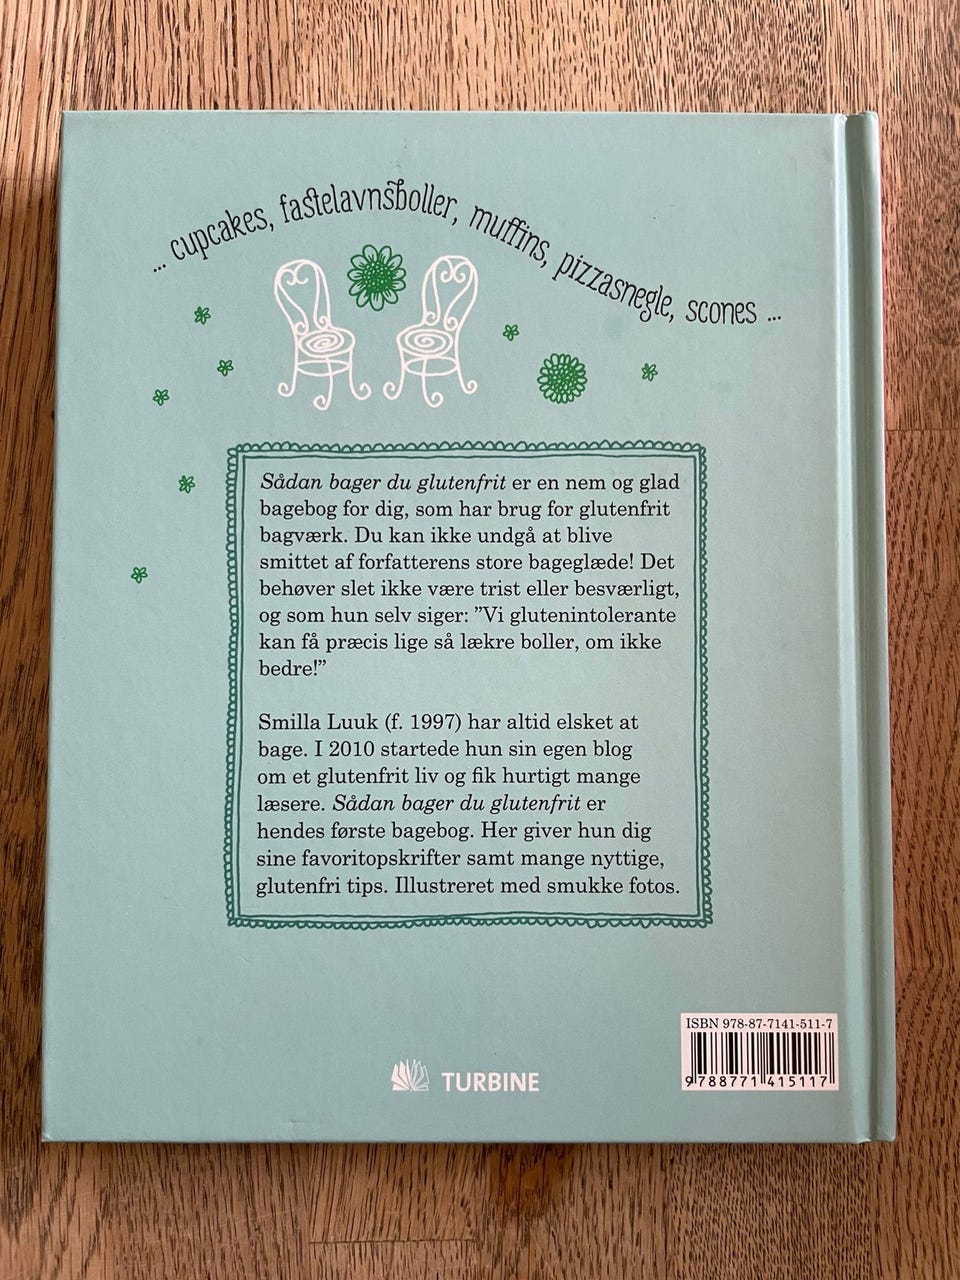 ... cupcakes, fastelavnsboller, muffins, pizzasnegle, scones ...
Sådan bager du glutenfrit er en nem og glad
bagebog for dig, som har brug for glutenfrit
bagværk. Du kan ikke undgå at blive
smittet af forfatterens store bageglæde! Det
behøver slet ikke være trist eller besværligt,
og som hun selv siger: ”Vi glutenintolerante
kan få præcis lige så lækre boller, om ikke
bedre!”
Smilla Luuk (f. 1997) har altid elsket at
bage. I 2010 startede hun sin egen blog
om et glutenfrit liv og fik hurtigt mange
læsere. Sådan bager du glutenfrit er
hendes første bagebog. Her giver hun dig
sine favoritopskrifter samt mange nyttige,
glutenfri tips. Illustreret med smukke fotos.
ISBN 978-87-7141-511-7
9 788771 415117
TURBINE